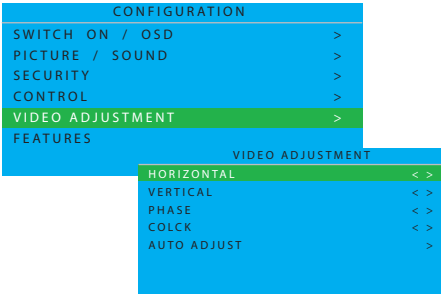 CONFIGURATION
SWITCH ON / OSD >
PICTURE / SOUND >
SECURITY >
CONTROL >
VIDEO ADJUSTMENT >
FEATURES
VIDEO ADJUSTMENT
HORIZONTAL < >
VERTICAL < >
PHASE < >
COLCK < >
AUTO ADJUST >